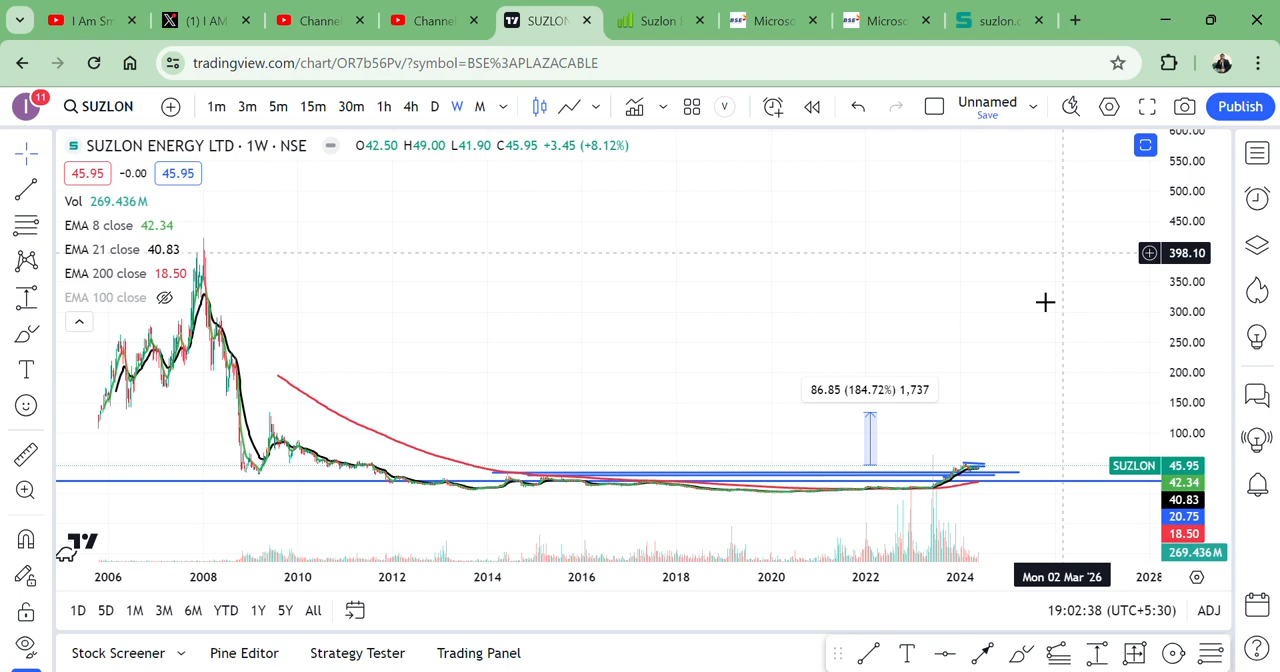 I Am Sm
(1) I AM
Channel
Channel
SUZLON
Suzlon
BSE Microso
BSE Microso
suzlon.c
tradingview.com/chart/OR7b56Pv/?symbol=BSE%3APLAZACABLE
I 11 SUZLON 1m 3m 5m 15m 30m 1h 4h D W M V Unnamed Save Publish
S SUZLON ENERGY LTD · 1W · NSE O42.50 H49.00 L41.90 C45.95 +3.45 (+8.12%)
45.95 -0.00 45.95
Vol 269.436M
EMA 8 close 42.34
EMA 21 close 40.83
EMA 200 close 18.50
EMA 100 close
600.00
550.00
500.00
450.00
398.10
350.00
300.00
250.00
200.00
150.00
100.00
86.85 (184.72%) 1,737
SUZLON 45.95
42.34
40.83
20.75
18.50
269.436M
2006 2008 2010 2012 2014 2016 2018 2020 2022 2024 Mon 02 Mar '26 2028
1D 5D 1M 3M 6M YTD 1Y 5Y All 19:02:38 (UTC+5:30) ADJ
Stock Screener Pine Editor Strategy Tester Trading Panel